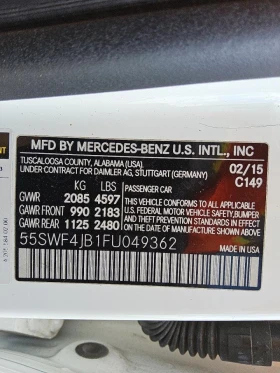 MFD BY MERCEDES-BENZ U.S. INTL., INC
TUSCALOOSA COUNTY, ALABAMA (USA). 02/15
UNDER CONTRACT FOR DAIMLER AG, STUTTGART (GERMANY) C149
KG LBS PASSENGER CAR
GVWR 2085 4597
GAWR FRONT 990 2183
GAWR REAR 1125 2480
THIS VEHICLE CONFORMS TO ALL APPLICABLE
U.S. FEDERAL MOTOR VEHICLE SAFETY, BUMPER,
AND THEFT PREVENTION STANDARDS IN EFFECT
ON THE DATE OF MANUFACTURE SHOWN ABOVE.
55SWF4JB1FU049362